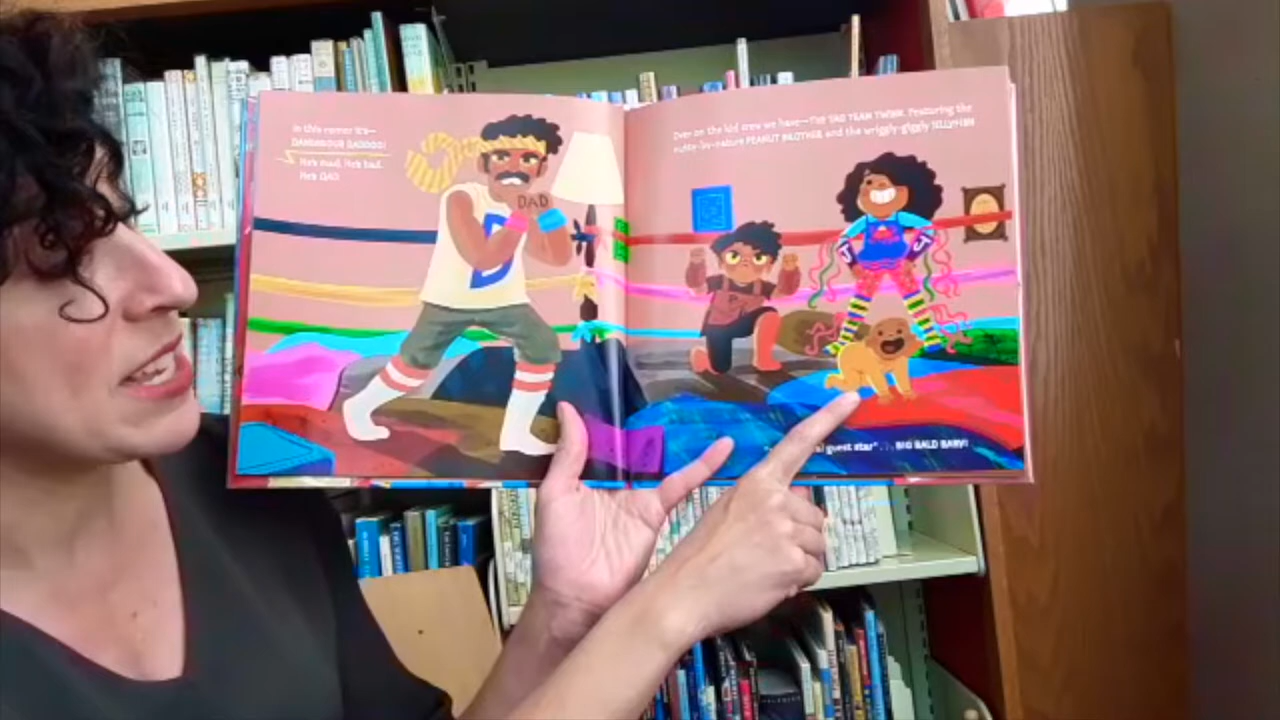 In this corner it's—
DANGEROUS DADDOO!
He's mad. He's bad.
He's DAD.
DAD
D
Over on the kid crew we have—THE TAG TEAM TWINS. Featuring the
nutty-by-nature PEANUT BROTHER and the wriggly-giggly JELLYFISH
P
J J
guest star" . . . BIG BALD BABY!